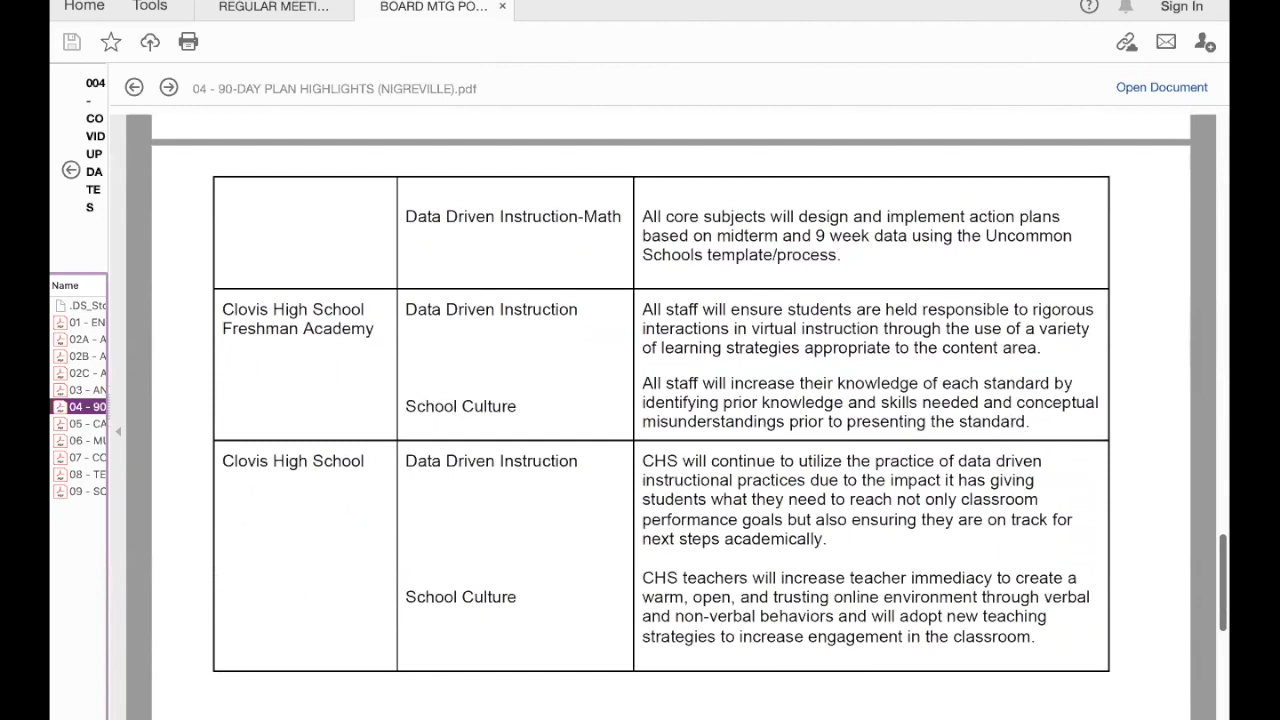 Home Tools REGULAR MEETI... BOARD MTG PO... × Sign In
004
-
CO
VID
UP
DA
TE
S
04 - 90-DAY PLAN HIGHLIGHTS (NIGREVILLE).pdf Open Document
Name
.DS_Sto
01 - EN
02A - A
02B - A
02C - A
03 - AN
04 - 90
05 - CA
06 - MU
07 - CO
08 - TE
09 - SC
Data Driven Instruction-Math
All core subjects will design and implement action plans
based on midterm and 9 week data using the Uncommon
Schools template/process.
Clovis High School
Freshman Academy
Data Driven Instruction
All staff will ensure students are held responsible to rigorous
interactions in virtual instruction through the use of a variety
of learning strategies appropriate to the content area.
School Culture
All staff will increase their knowledge of each standard by
identifying prior knowledge and skills needed and conceptual
misunderstandings prior to presenting the standard.
Clovis High School
Data Driven Instruction
CHS will continue to utilize the practice of data driven
instructional practices due to the impact it has giving
students what they need to reach not only classroom
performance goals but also ensuring they are on track for
next steps academically.
School Culture
CHS teachers will increase teacher immediacy to create a
warm, open, and trusting online environment through verbal
and non-verbal behaviors and will adopt new teaching
strategies to increase engagement in the classroom.